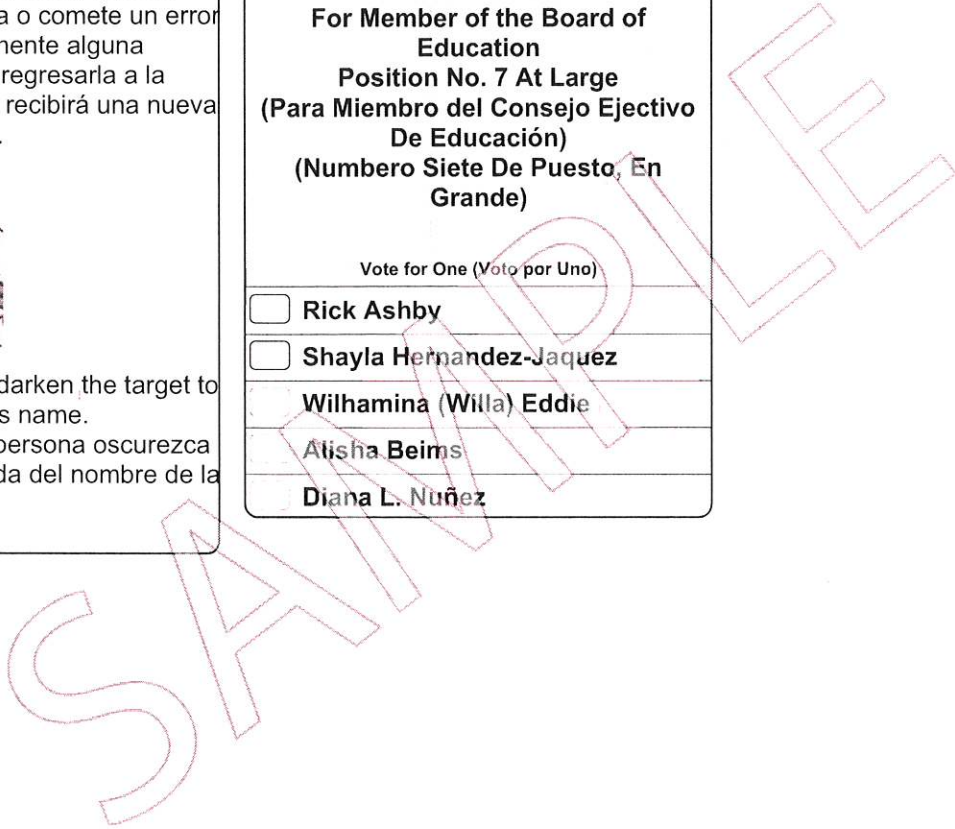 a o comete un error
mente alguna
regresarla a la
recibirá una nueva
darken the target to
s name.
persona oscurezca
da del nombre de la
For Member of the Board of
Education
Position No. 7 At Large
(Para Miembro del Consejo Ejectivo
De Educación)
(Numbero Siete De Puesto, En
Grande)
Vote for One (Voto por Uno)
Rick Ashby
Shayla Hernandez-Jaquez
Wilhamina (Willa) Eddie
Alisha Beims
Diana L. Nuñez
SAMPLE